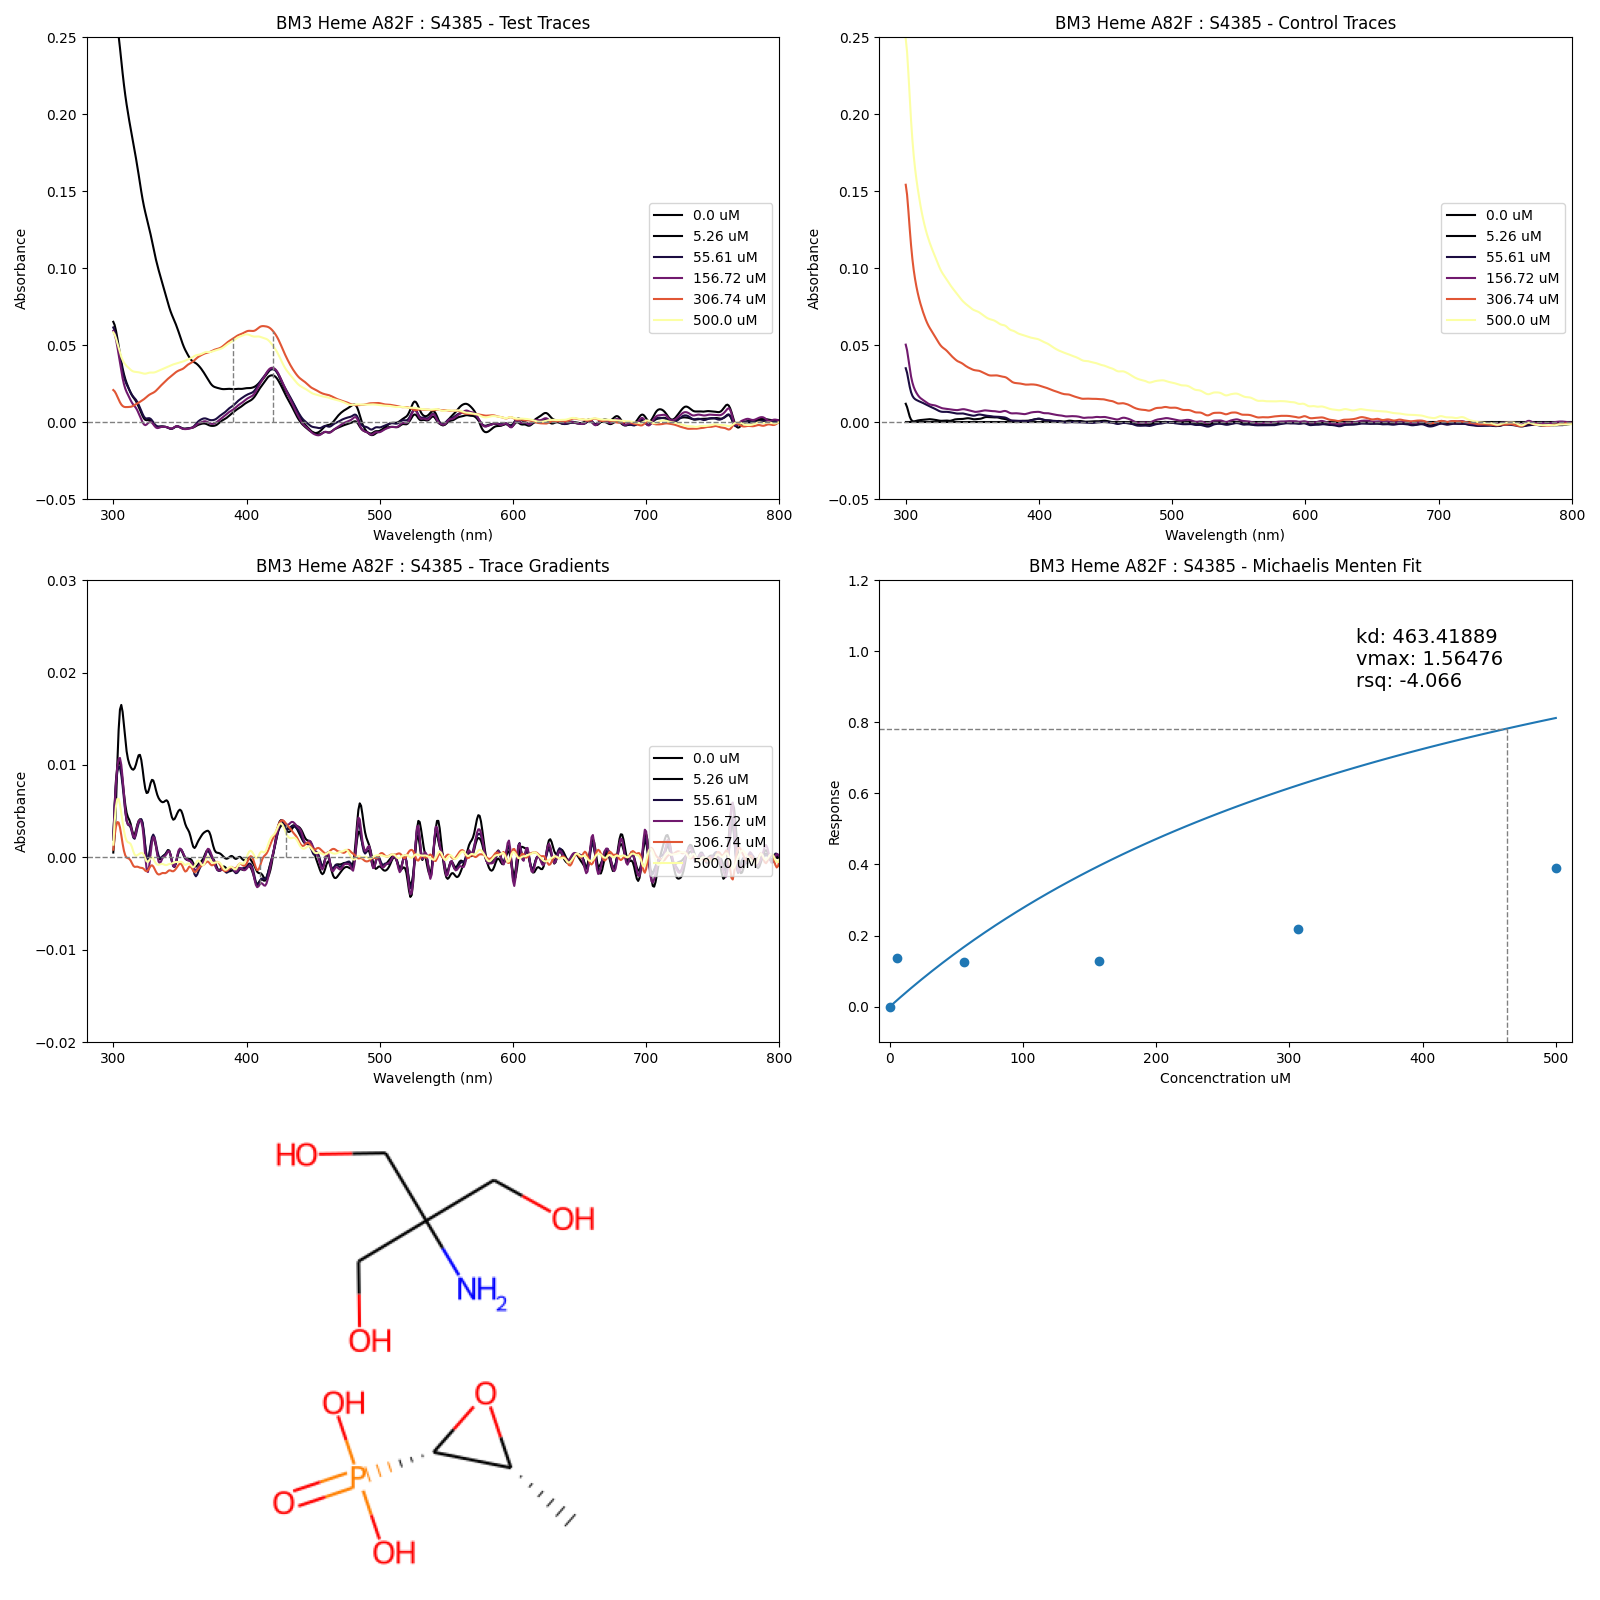 BM3 Heme A82F : S4385 - Test Traces
0.25
0.20
0.15
0.10
0.05
0.00
−0.05
Absorbance
300 400 500 600 700 800
Wavelength (nm)
0.0 uM
5.26 uM
55.61 uM
156.72 uM
306.74 uM
500.0 uM
BM3 Heme A82F : S4385 - Control Traces
0.25
0.20
0.15
0.10
0.05
0.00
−0.05
Absorbance
300 400 500 600 700 800
Wavelength (nm)
0.0 uM
5.26 uM
55.61 uM
156.72 uM
306.74 uM
500.0 uM
BM3 Heme A82F : S4385 - Trace Gradients
0.03
0.02
0.01
0.00
−0.01
−0.02
Absorbance
300 400 500 600 700 800
Wavelength (nm)
0.0 uM
5.26 uM
55.61 uM
156.72 uM
306.74 uM
500.0 uM
BM3 Heme A82F : S4385 - Michaelis Menten Fit
1.2
1.0
0.8
0.6
0.4
0.2
0.0
Response
kd: 463.41889
vmax: 1.56476
rsq: -4.066
0 100 200 300 400 500
Concenctration uM
HO
OH
NH2
OH
OH
O
P
O
OH